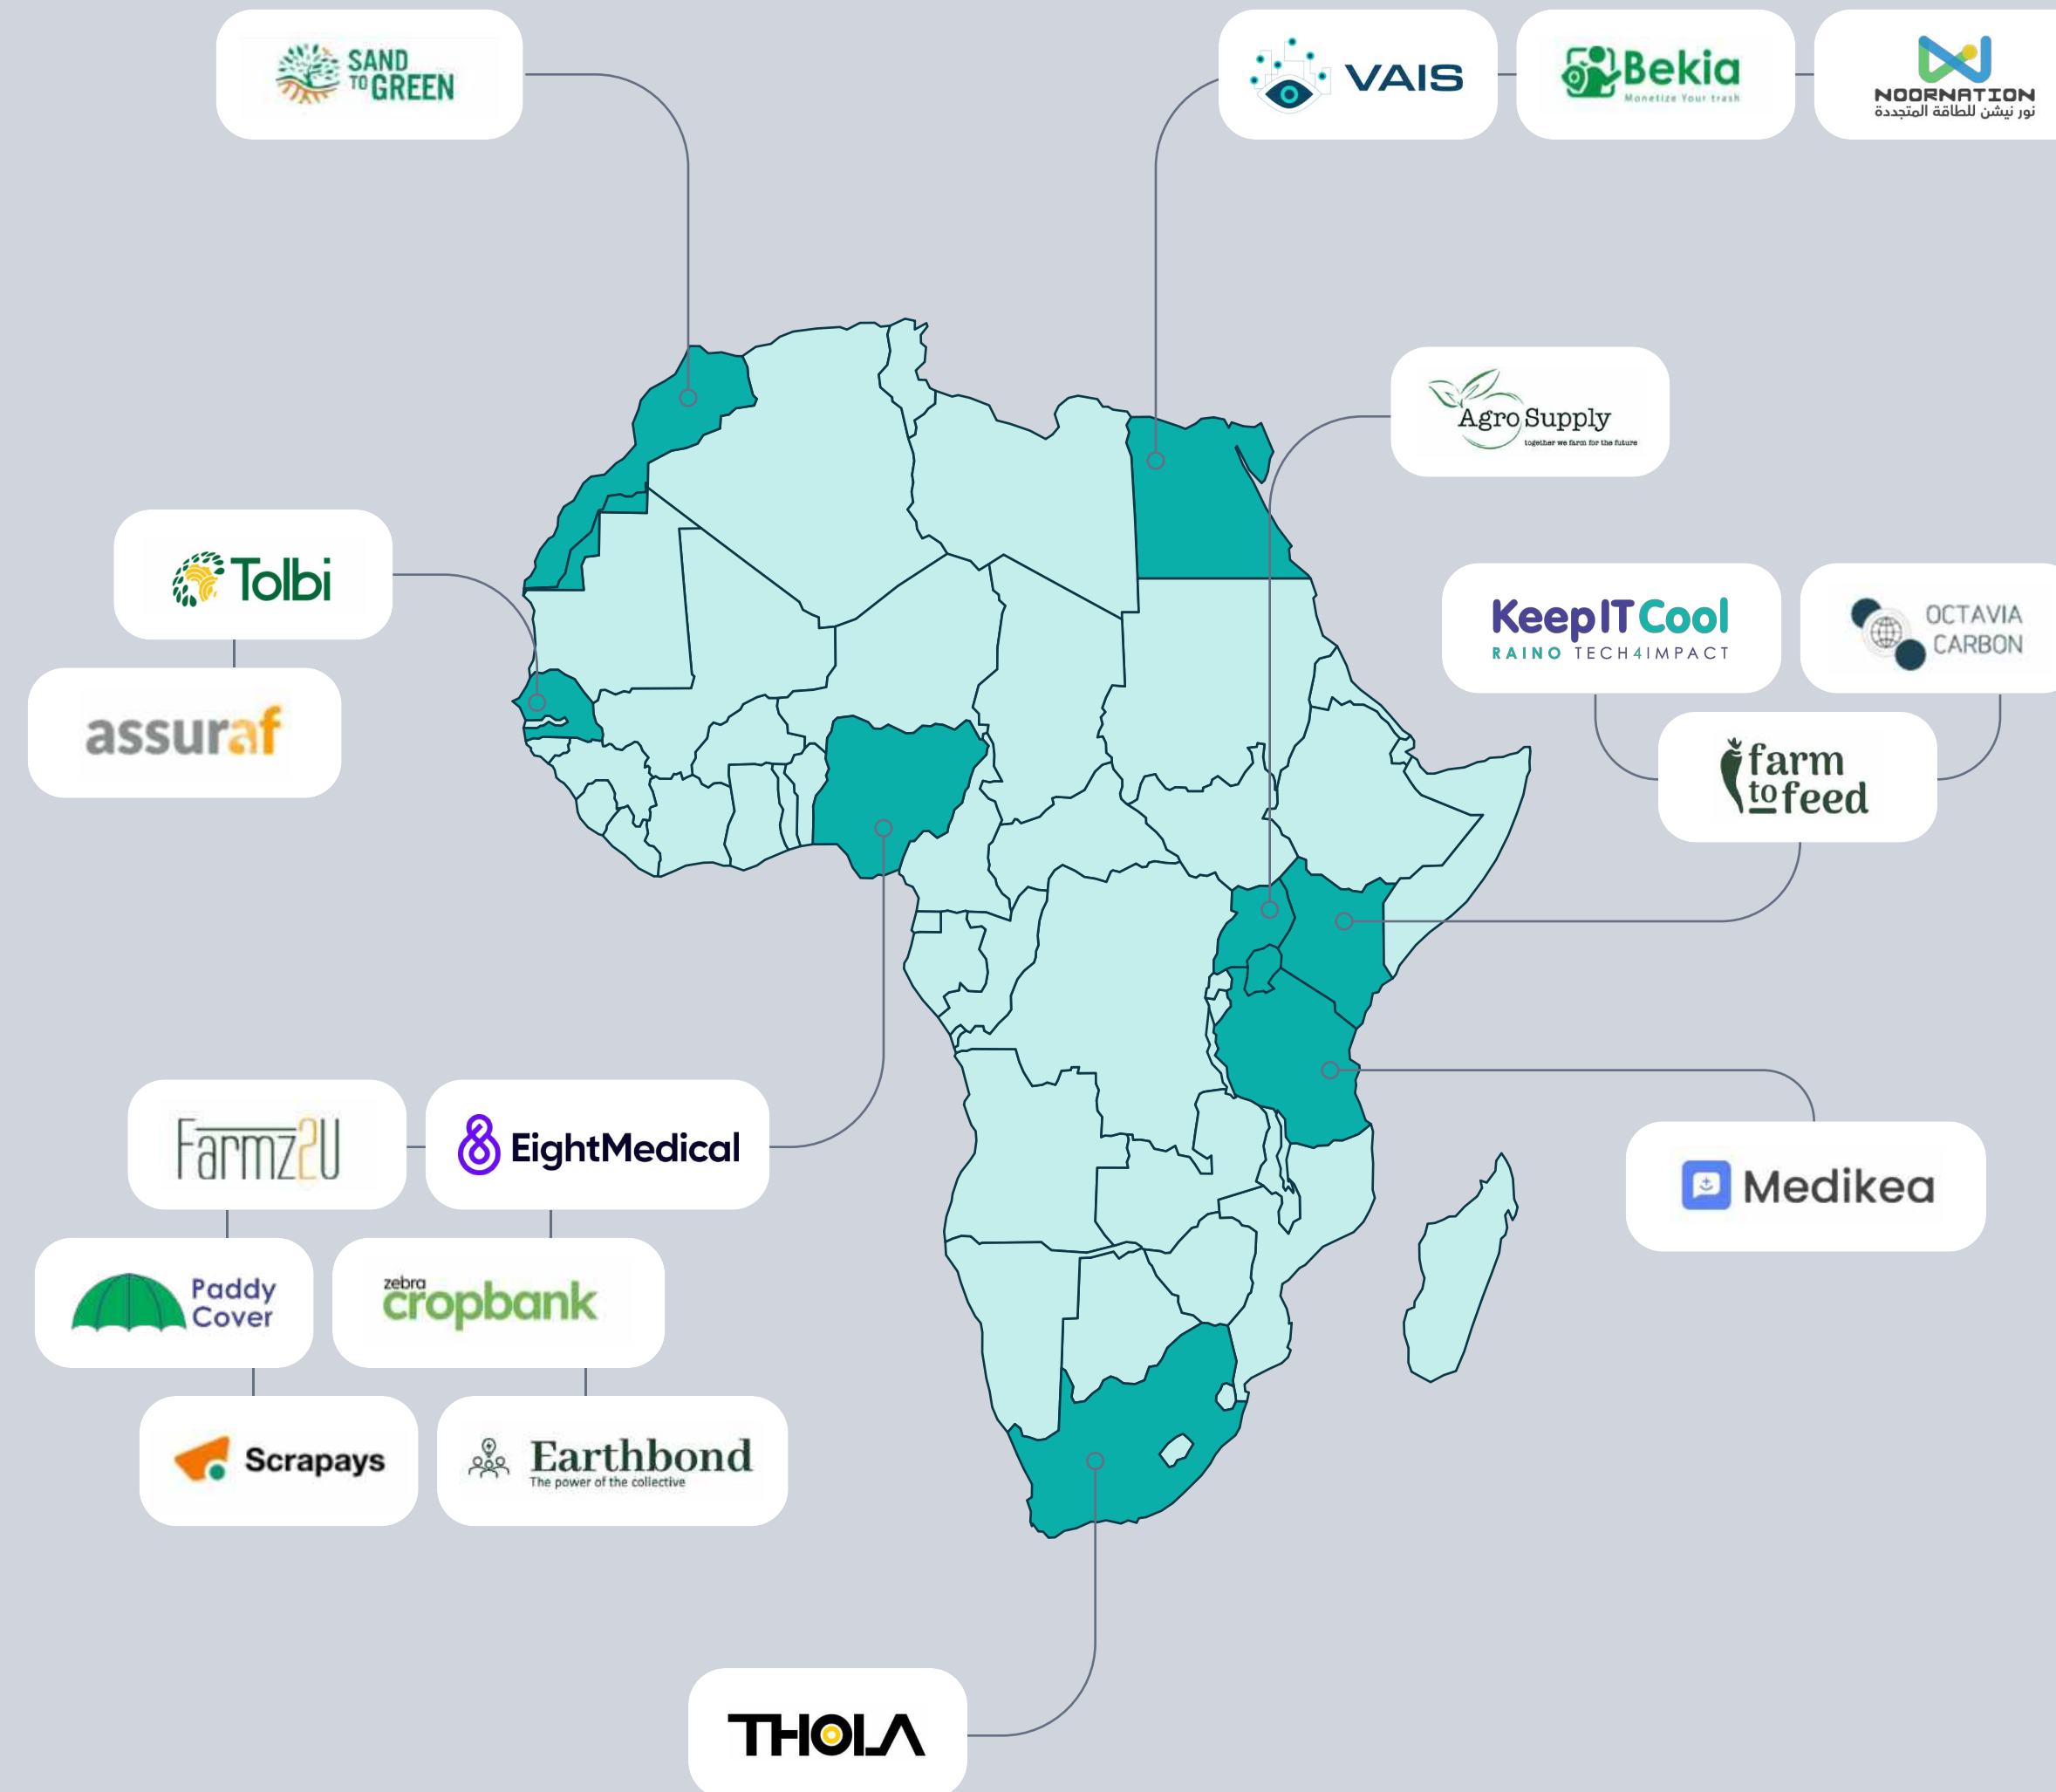 SAND
TO GREEN
VAIS
Bekia
Monetize Your trash
NOORNATION
نور نيشن للطاقة المتجددة
Agro Supply
together we farm for the future
Tolbi
assuraf
KeepIT Cool
RAINO TECH4IMPACT
OCTAVIA
CARBON
farm
to feed
Farmz2U
EightMedical
Medikea
Paddy
Cover
zebra
cropbank
Scrapays
Earthbond
The power of the collective
THOLA